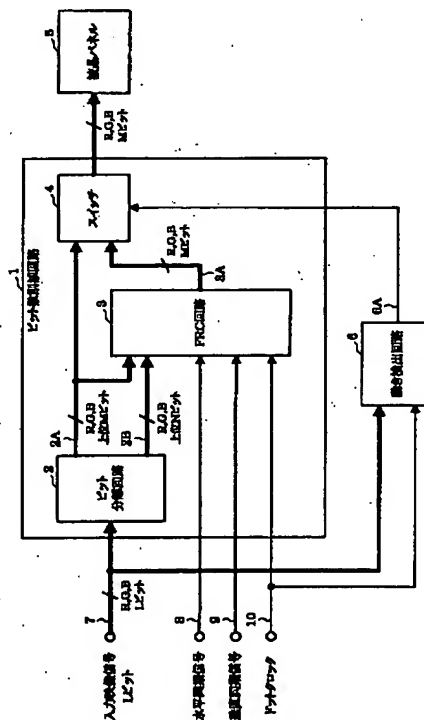 1
ビット数拡張回路
2
ビット
分離回路
2A
R,G,B
上位Mビット
2B
R,G,B
上位Nビット
3
FRC回路
3A
R,G,B
Mビット
4
スイッチ
R,G,B
Mビット
5
液晶パネル
6
動き検出回路
6A
7
R,G,B
Lビット
入力映像信号
Lビット
8
水平同期信号
9
垂直同期信号
10
ドットクロック